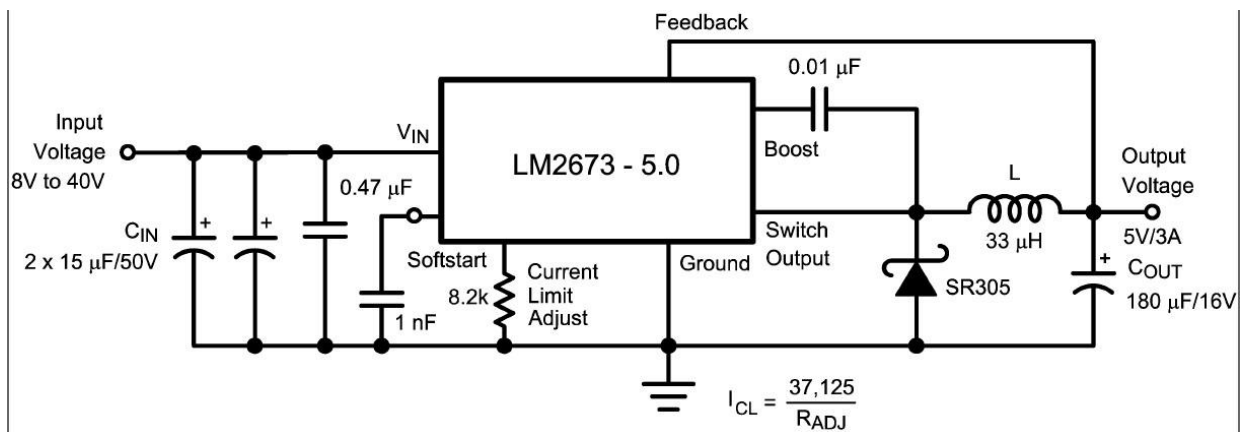 Feedback
0.01 μF
Input
Voltage
8V to 40V
VIN
LM2673 - 5.0
Boost
Output
Voltage
5V/3A
L
33 μH
0.47 μF
CIN
2 x 15 μF/50V
+
+
Softstart
1 nF
8.2k
Current
Limit
Adjust
Ground
Switch
Output
SR305
+
COUT
180 μF/16V
ICL = 37,125
RADJ